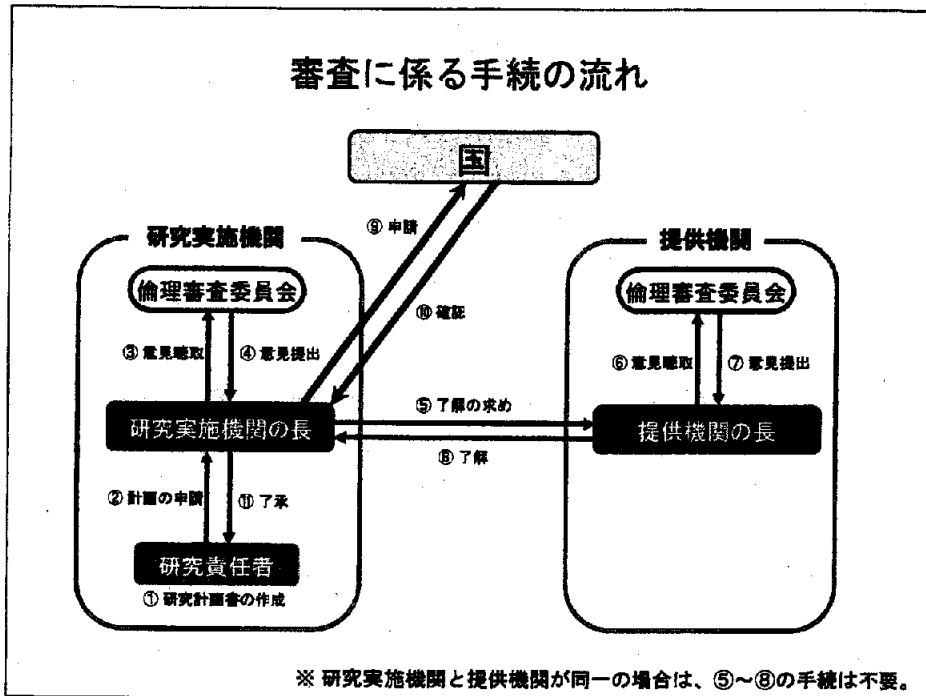 審査に係る手続の流れ
国
⑨ 申請
⑩ 確認
研究実施機関
倫理審査委員会
③ 意見聴取
④ 意見提出
研究実施機関の長
② 計画の申請
⑪ 了承
研究責任者
① 研究計画書の作成
⑤ 了解の求め
⑧ 了解
提供機関
倫理審査委員会
⑥ 意見聴取
⑦ 意見提出
提供機関の長
※ 研究実施機関と提供機関が同一の場合は、⑤～⑧の手続は不要。